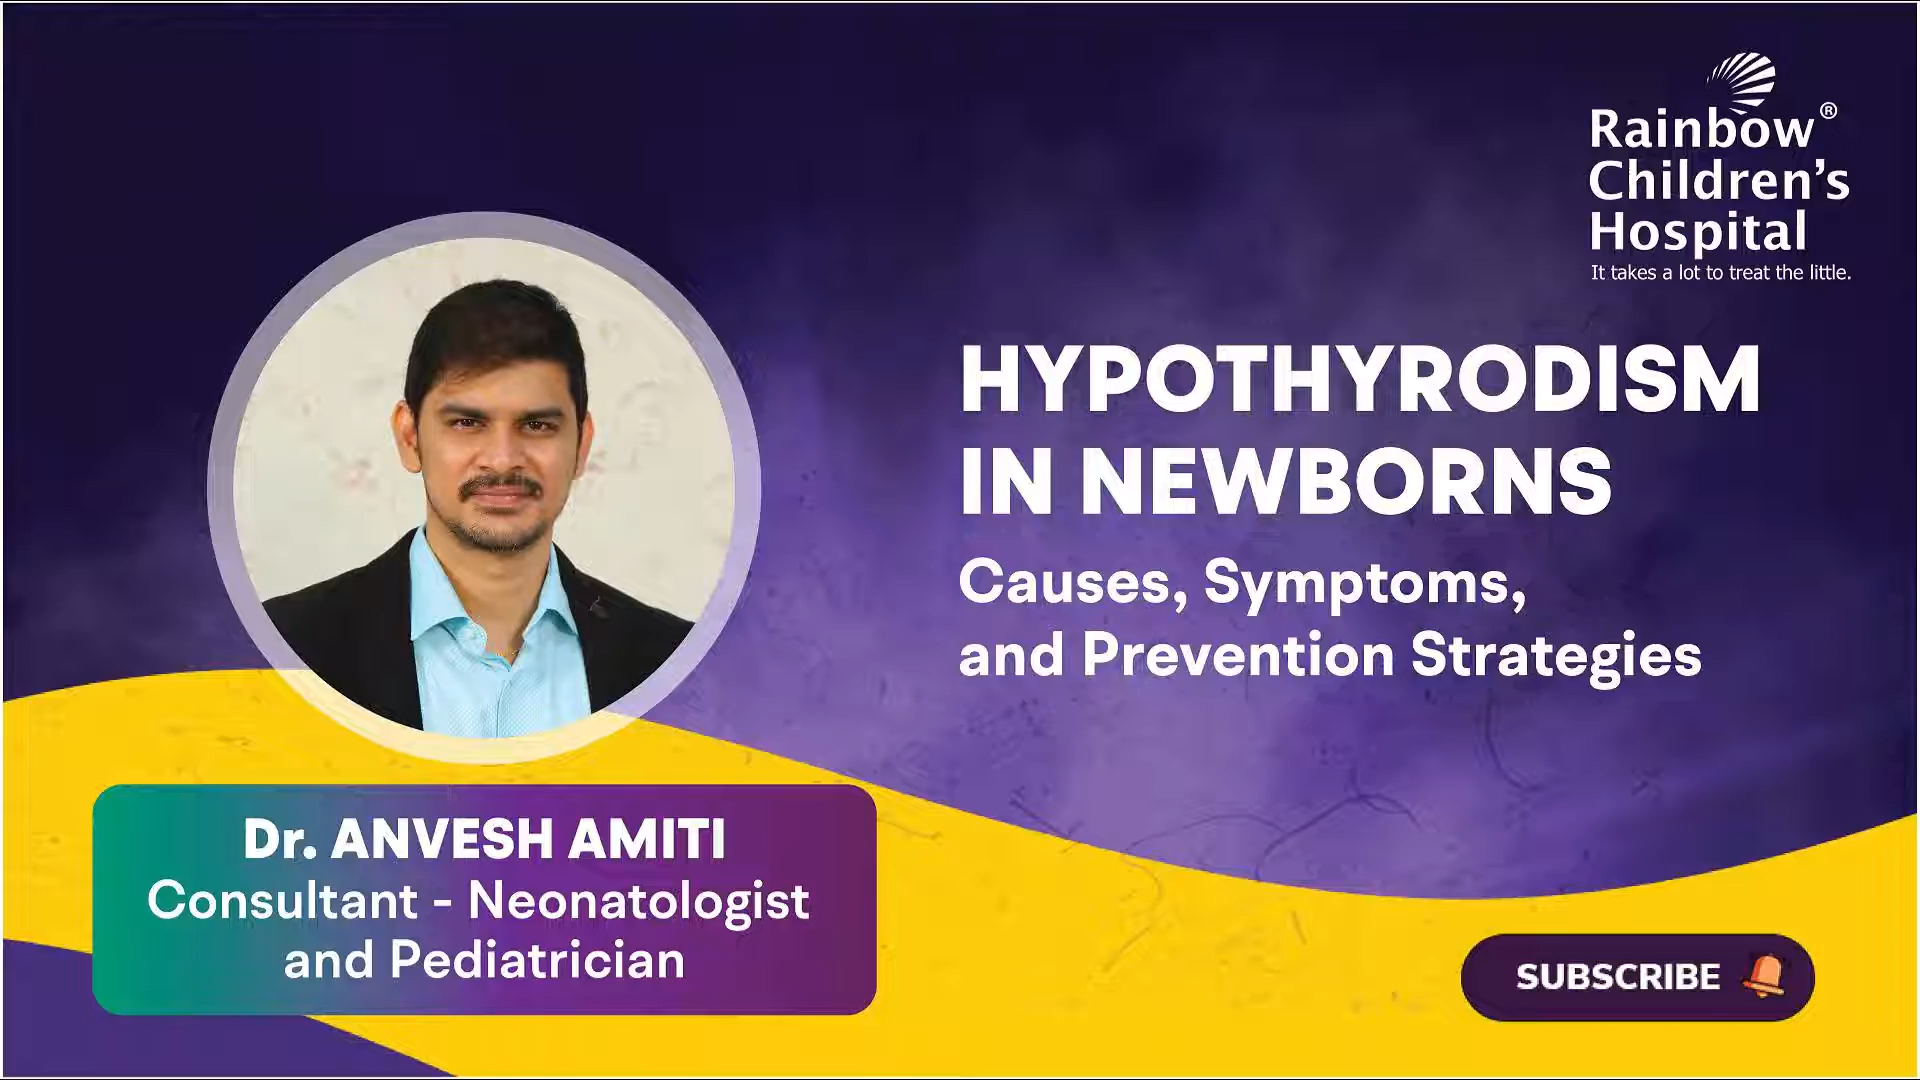 Rainbow®
Children's
Hospital
It takes a lot to treat the little.
HYPOTHYRODISM
IN NEWBORNS
Causes, Symptoms,
and Prevention Strategies
Dr. ANVESH AMITI
Consultant - Neonatologist
and Pediatrician
SUBSCRIBE